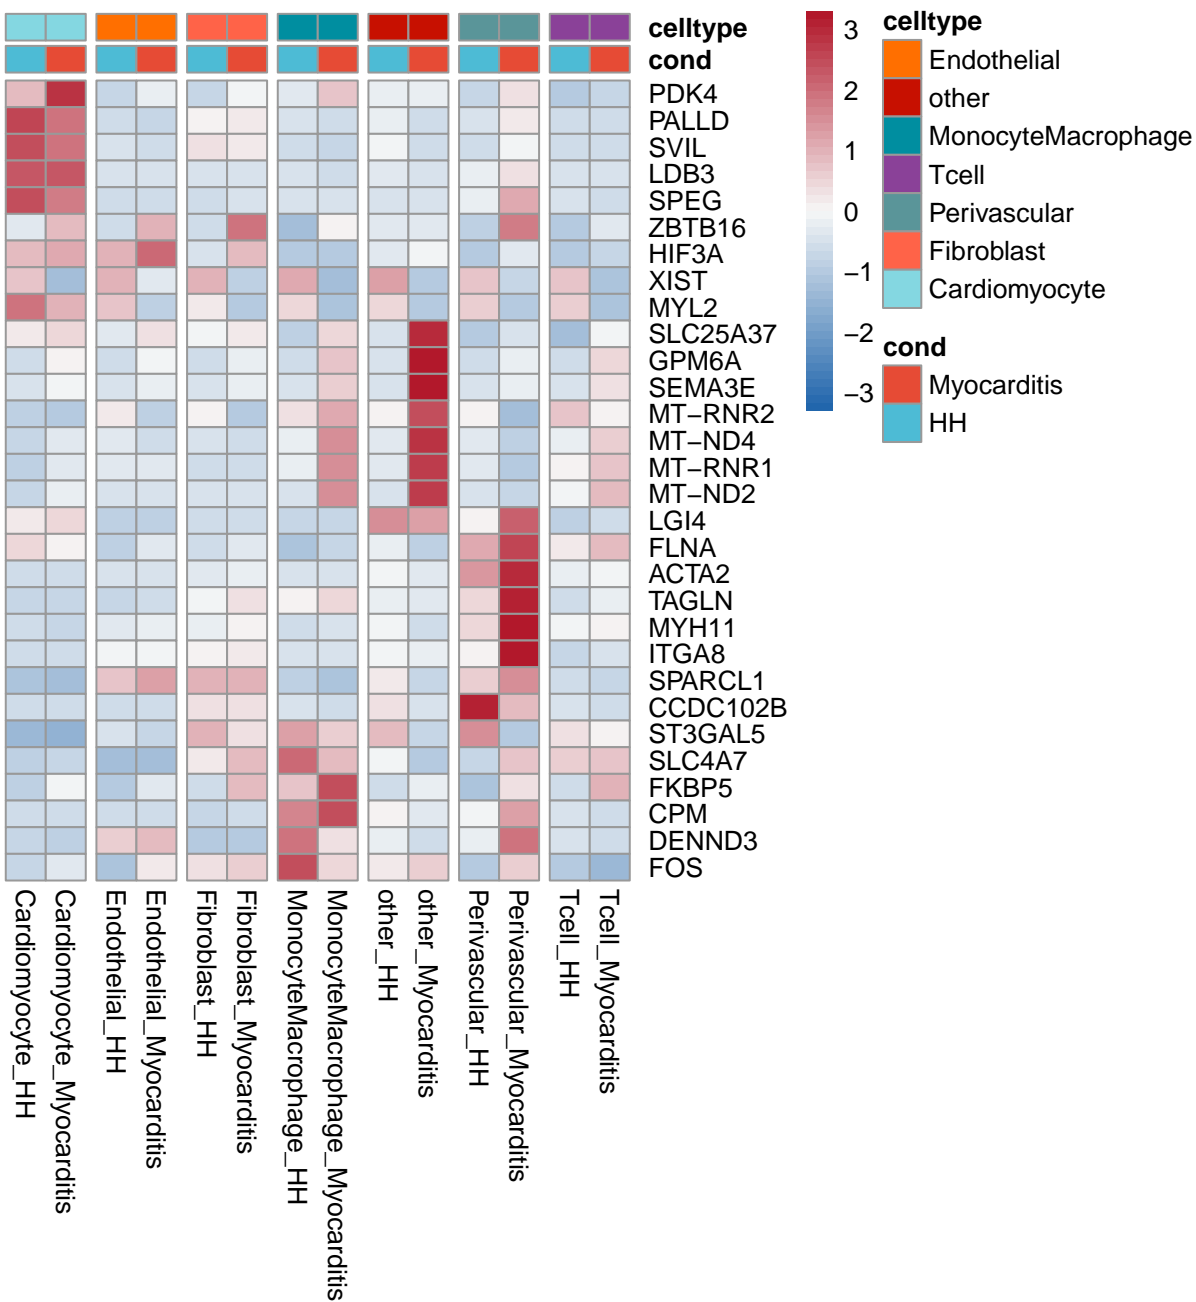 celltype
cond
PDK4
PALLD
SVIL
LDB3
SPEG
ZBTB16
HIF3A
XIST
MYL2
SLC25A37
GPM6A
SEMA3E
MT−RNR2
MT−ND4
MT−RNR1
MT−ND2
LGI4
FLNA
ACTA2
TAGLN
MYH11
ITGA8
SPARCL1
CCDC102B
ST3GAL5
SLC4A7
FKBP5
CPM
DENND3
FOS
Cardiomyocyte_HH
Cardiomyocyte_Myocarditis
Endothelial_HH
Endothelial_Myocarditis
Fibroblast_HH
Fibroblast_Myocarditis
MonocyteMacrophage_HH
MonocyteMacrophage_Myocarditis
other_HH
other_Myocarditis
Perivascular_HH
Perivascular_Myocarditis
Tcell_HH
Tcell_Myocarditis
3
2
1
0
−1
−2
−3
celltype
Endothelial
other
MonocyteMacrophage
Tcell
Perivascular
Fibroblast
Cardiomyocyte
cond
Myocarditis
HH